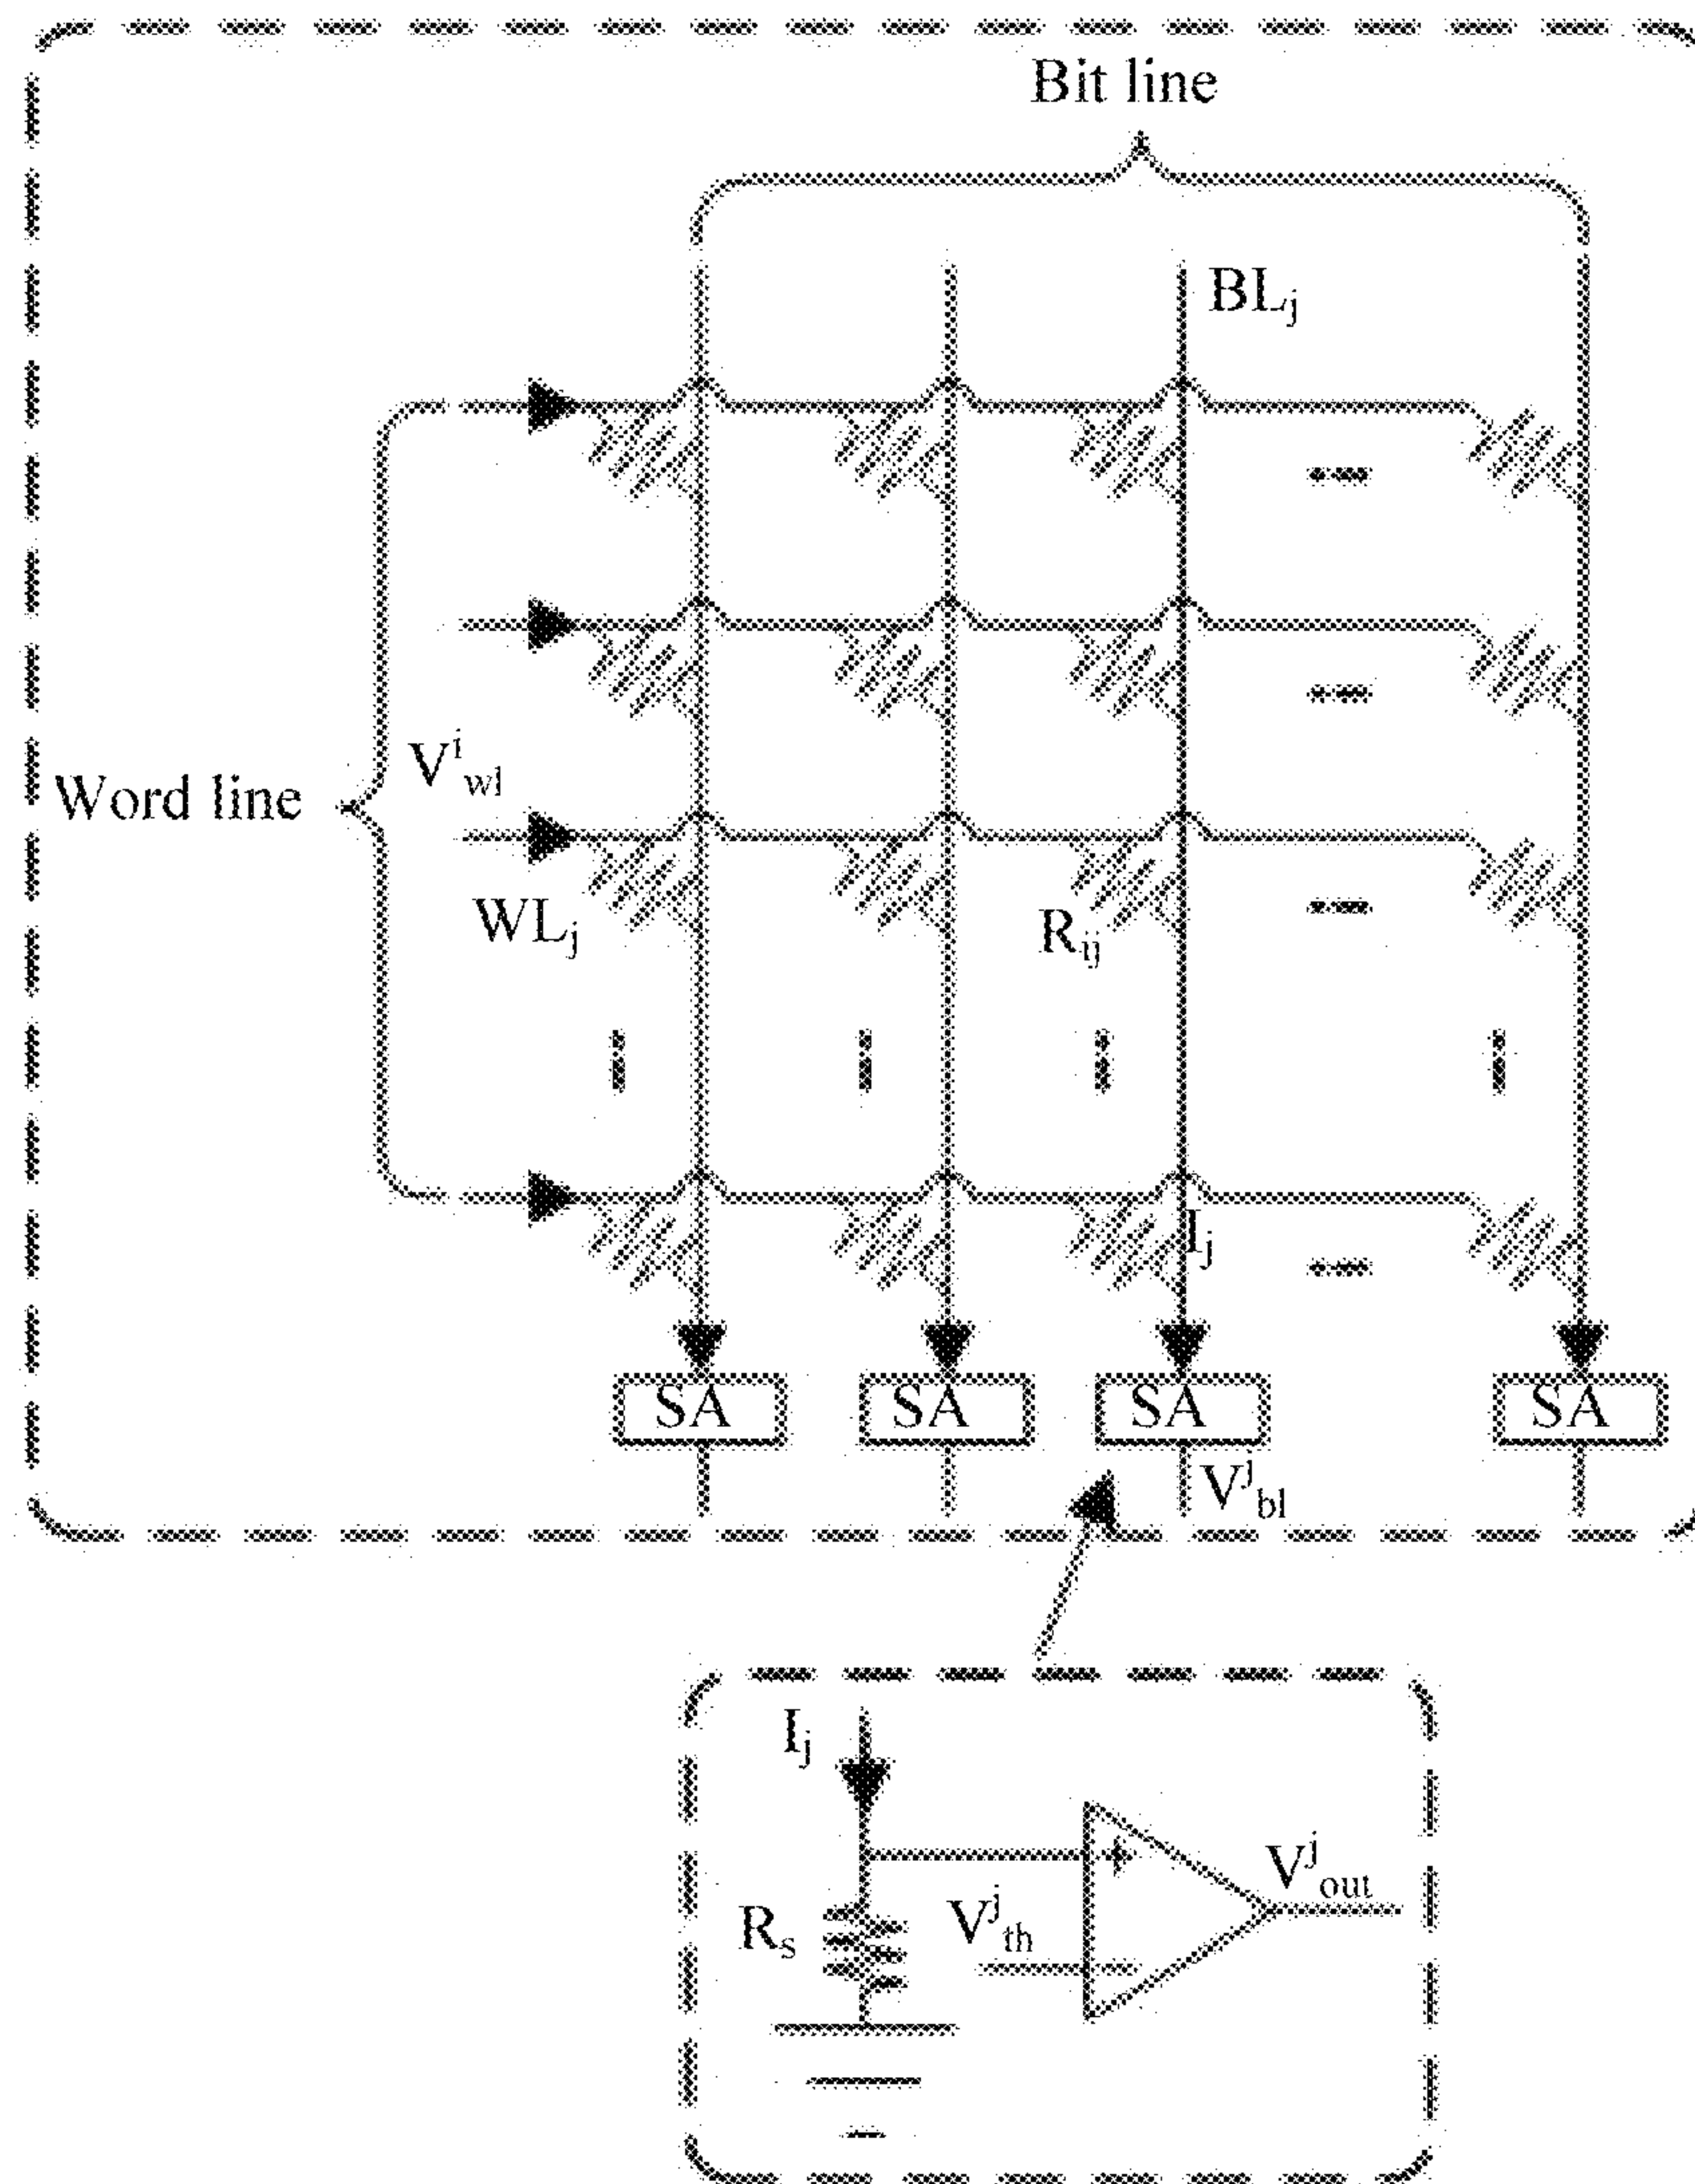 Bit line
BLj
Vⁱwl
Word line
WLj
Rij
Ij
SA SA SA SA
Vʲbl
Ij
Vʲout
Vʲth
Rs